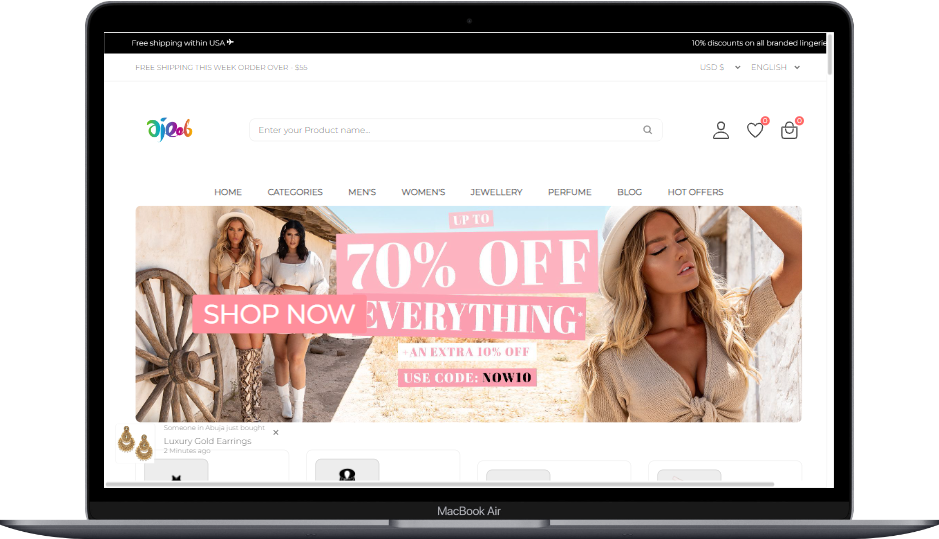 Free shipping within USA ✈
10% discounts on all branded lingerie
FREE SHIPPING THIS WEEK ORDER OVER - $55
USD $
ENGLISH
Enter your Product name...
0
0
HOME
CATEGORIES
MEN'S
WOMEN'S
JEWELLERY
PERFUME
BLOG
HOT OFFERS
UP TO
70% OFF
SHOP NOW
EVERYTHING*
+AN EXTRA 10% OFF
USE CODE: NOW10
Someone in Abuja just bought
×
Luxury Gold Earrings
2 Minutes ago
MacBook Air